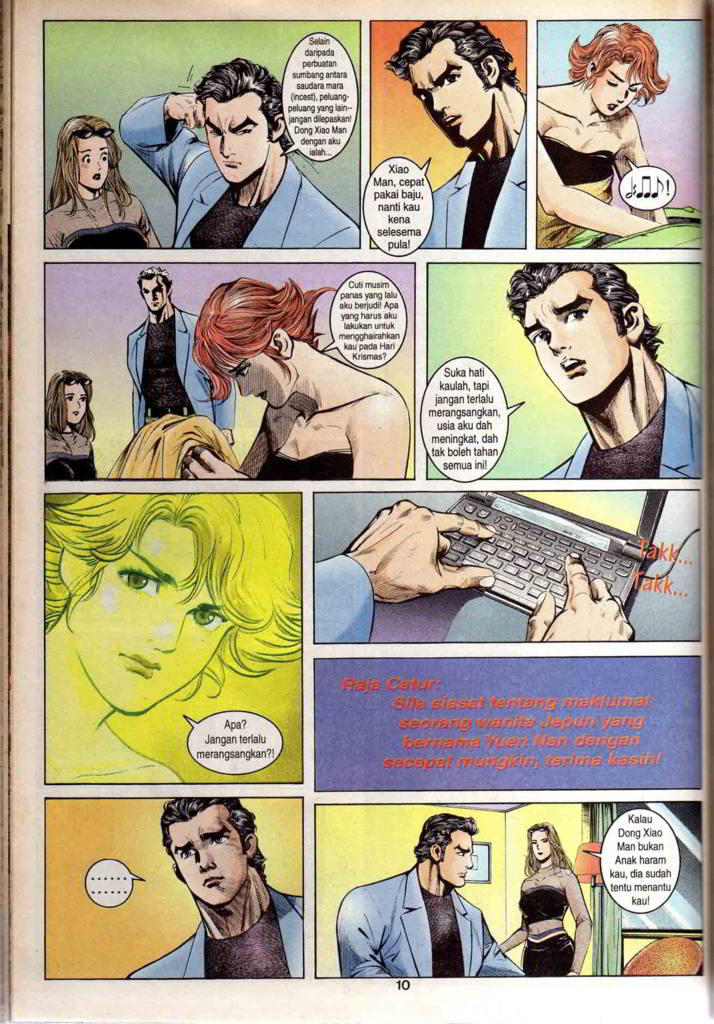 Selain
daripada
perbuatan
sumbang antara
saudara mara
(incest), peluang-
peluang yang lain--
jangan dilepaskan!
Dong Xiao Man
dengan aku
ialah...
Xiao
Man, cepat
pakai baju,
nanti kau
kena
selesema
pula!
!
Cuti musim
panas yang lalu
aku berjudi! Apa
yang harus aku
lakukan untuk
mengghairahkan
kau pada Hari
Krismas?
Suka hati
kaulah, tapi
jangan terlalu
merangsangkan,
usia aku dah
meningkat, dah
tak boleh tahan
semua ini!
Apa?
Jangan terlalu
merangsangkan?!
Takk...
Takk...
Raja Catur:
Sila siasat tentang maklumat
seorang wanita Jepun yang
bernama Yuen Nan dengan
secepat mungkin, terima kasih!
......
......
Kalau
Dong Xiao
Man bukan
Anak haram
kau, dia sudah
tentu menantu
kau!
10